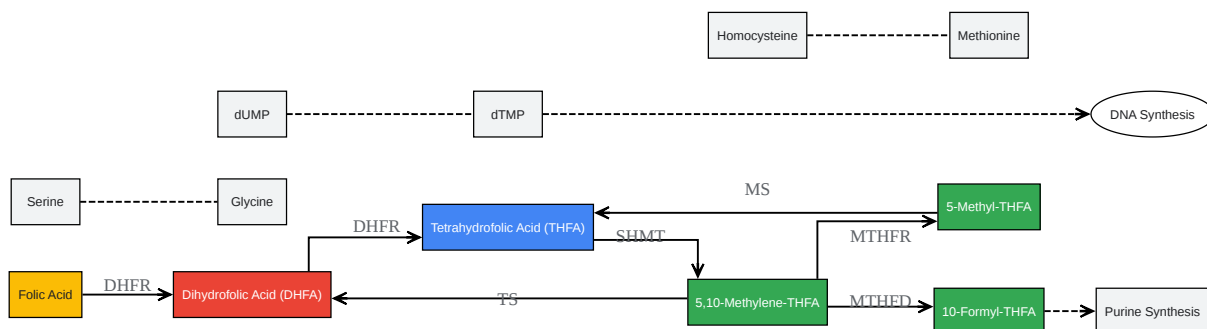 Homocysteine
Methionine
dUMP
dTMP
DNA Synthesis
Serine
Glycine
MS
5-Methyl-THFA
DHFR
Tetrahydrofolic Acid (THFA)
SHMT
MTHFR
Folic Acid
DHFR
Dihydrofolic Acid (DHFA)
TS
5,10-Methylene-THFA
MTHFD
10-Formyl-THFA
Purine Synthesis